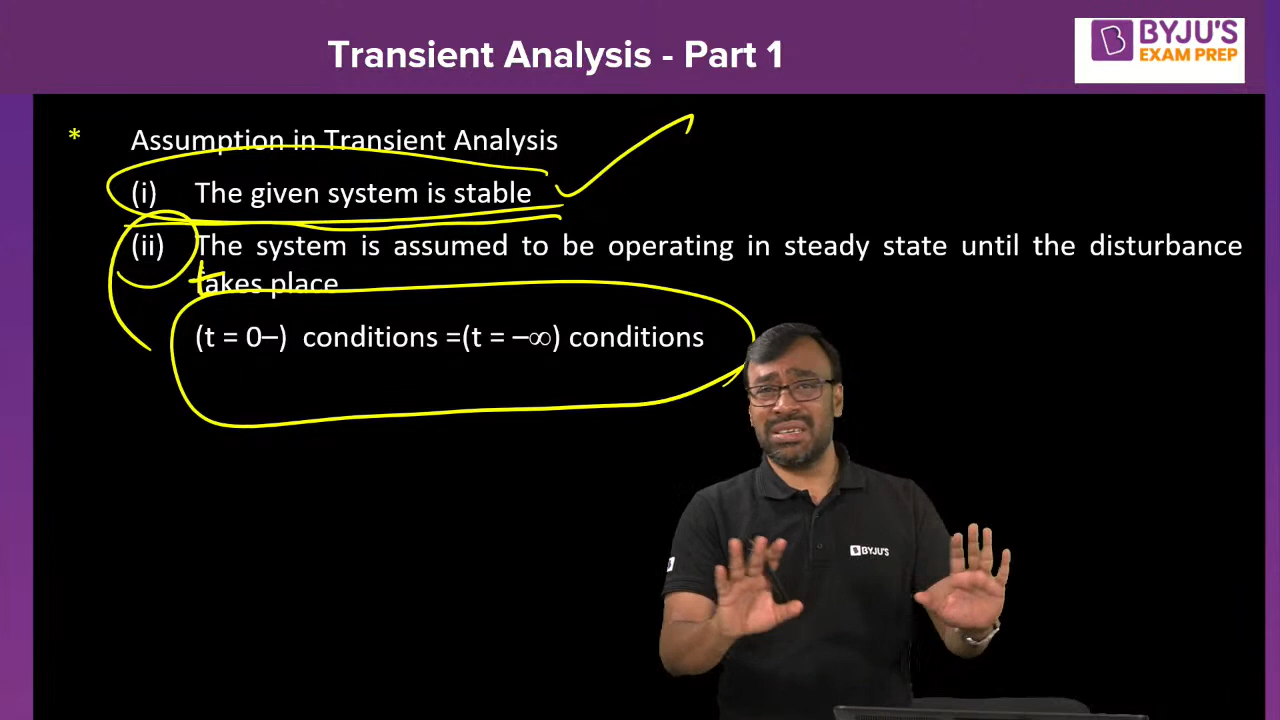 Transient Analysis - Part 1
BYJU'S
EXAM PREP
* Assumption in Transient Analysis
(i) The given system is stable
(ii) The system is assumed to be operating in steady state until the disturbance
takes place
(t = 0–) conditions =(t = –∞) conditions
BYJU'S